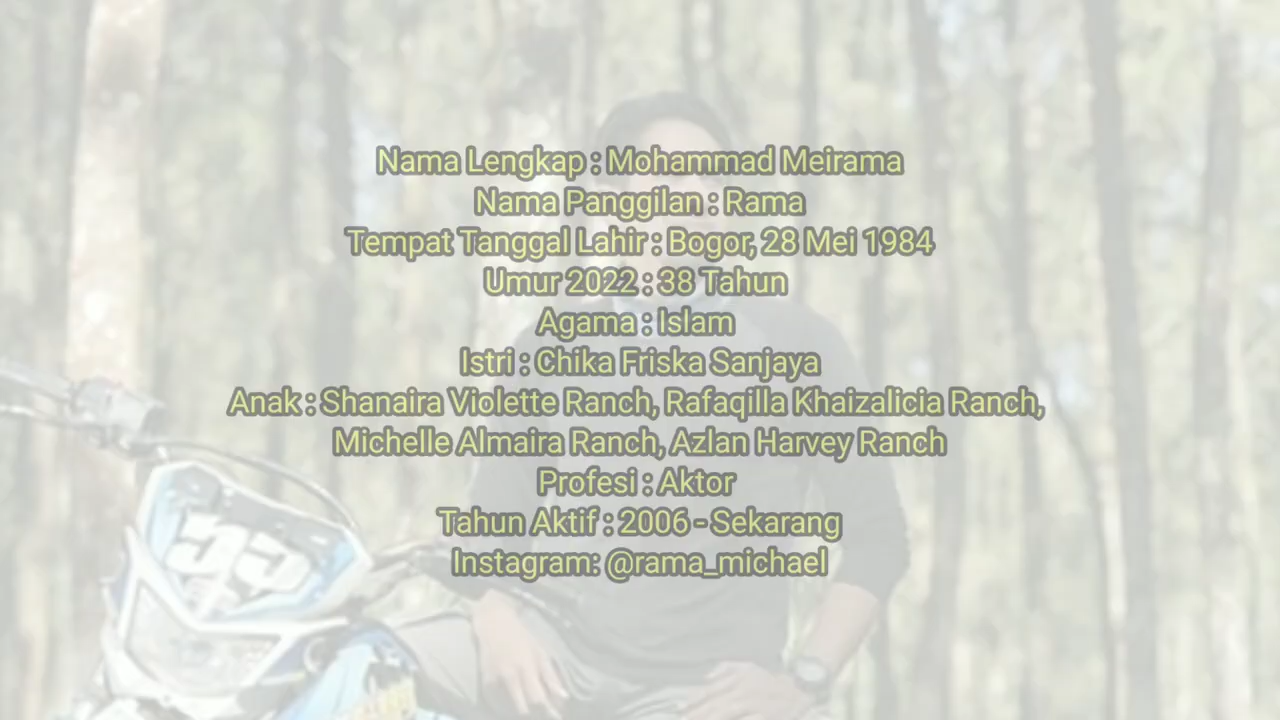 Nama Lengkap : Mohammad Meirama
Nama Panggilan : Rama
Tempat Tanggal Lahir : Bogor, 28 Mei 1984
Umur 2022 : 38 Tahun
Agama : Islam
Istri : Chika Friska Sanjaya
Anak : Shanaira Violette Ranch, Rafaqilla Khaizalicia Ranch,
Michelle Almaira Ranch, Azlan Harvey Ranch
Profesi : Aktor
Tahun Aktif : 2006 - Sekarang
Instagram: @rama_michael